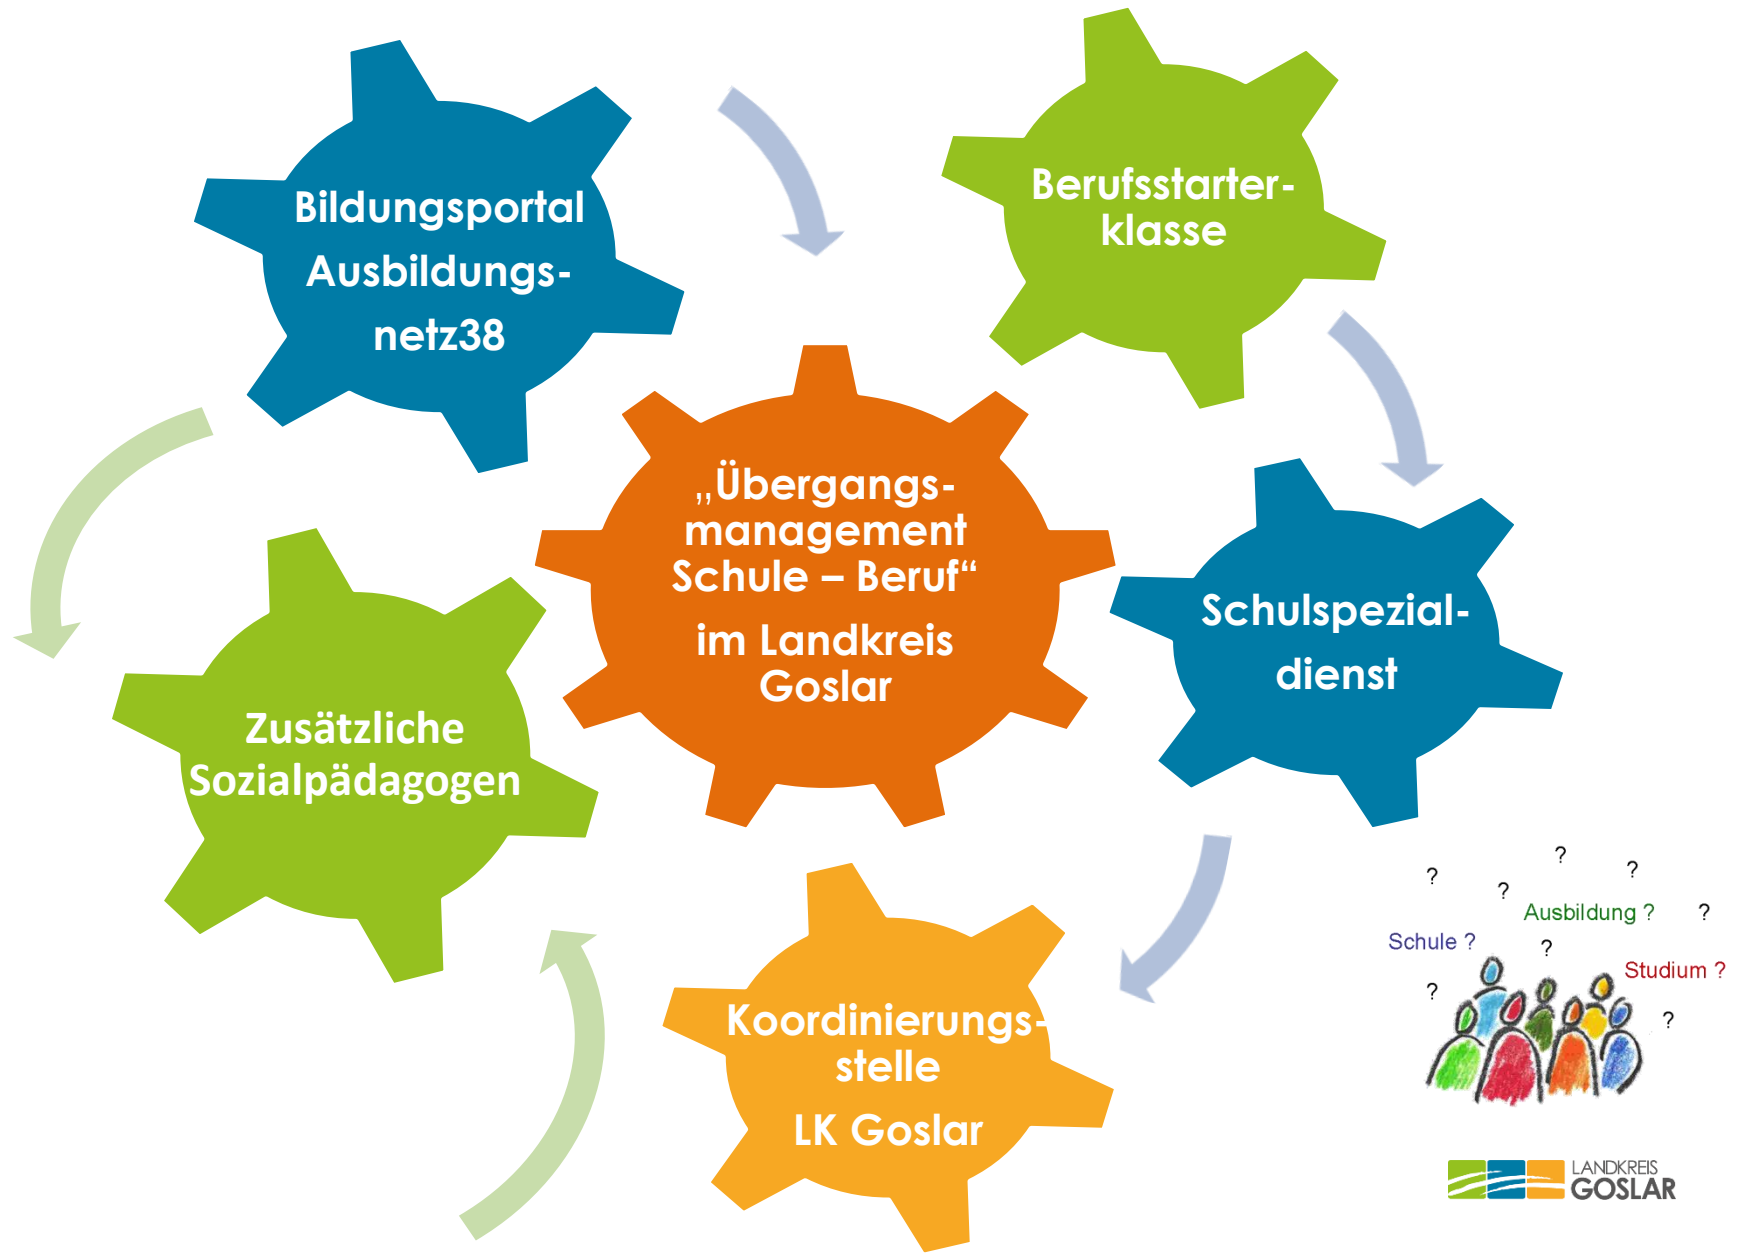 Bildungsportal
Ausbildungs-
netz38
Berufsstarter-
klasse
„Übergangs-
management
Schule – Beruf“
im Landkreis
Goslar
Schulspezial-
dienst
Zusätzliche
Sozialpädagogen
Koordinierungs-
stelle
LK Goslar
?
?
?
?
Ausbildung ?
?
Schule ?
?
Studium ?
?
?
LANDKREIS
GOSLAR